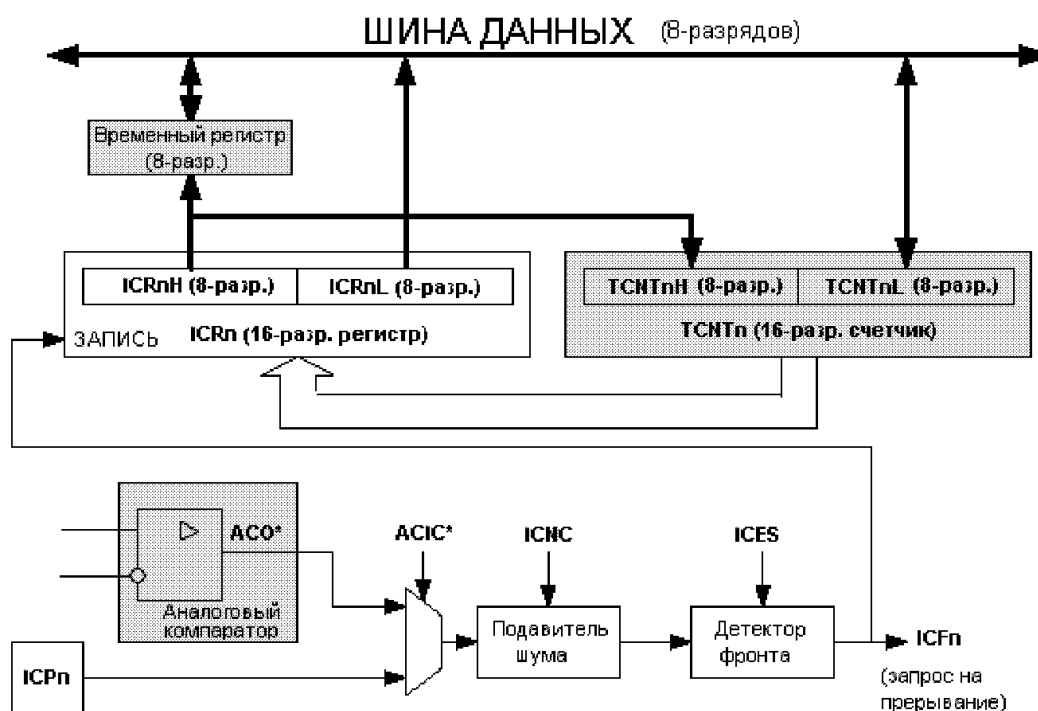 ШИНА ДАННЫХ (8-разрядов)
Временный регистр
(8-разр.)
ICRnH (8-разр.) ICRnL (8-разр.)
ICRn (16-разр. регистр)
ЗАПИСЬ
TCNTnH (8-разр.) TCNTnL (8-разр.)
TCNTn (16-разр. счетчик)
ACO*
ACIC*
ICNC
ICES
Аналоговый
компаратор
Подавитель
шума
Детектор
фронта
ICFn
(запрос на
прерывание)
ICPn